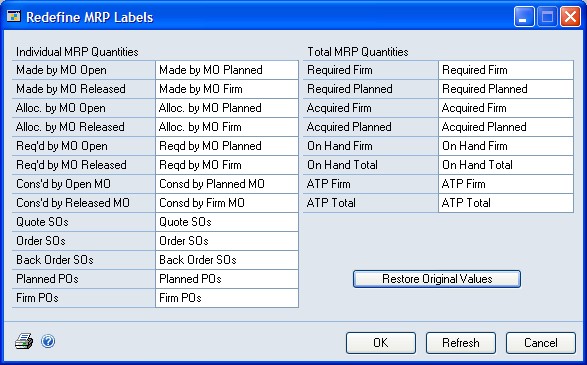 Redefine MRP Labels
Individual MRP Quantities
Made by MO Open Made by MO Planned
Made by MO Released Made by MO Firm
Alloc. by MO Open Alloc. by MO Planned
Alloc. by MO Released Alloc. by MO Firm
Req'd by MO Open Reqd by MO Planned
Req'd by MO Released Reqd by MO Firm
Cons'd by Open MO Consd by Planned MO
Cons'd by Released MO Consd by Firm MO
Quote SOs Quote SOs
Order SOs Order SOs
Back Order SOs Back Order SOs
Planned POs Planned POs
Firm POs Firm POs
Total MRP Quantities
Required Firm Required Firm
Required Planned Required Planned
Acquired Firm Acquired Firm
Acquired Planned Acquired Planned
On Hand Firm On Hand Firm
On Hand Total On Hand Total
ATP Firm ATP Firm
ATP Total ATP Total
Restore Original Values
OK Refresh Cancel